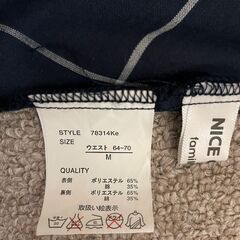 STYLE 78314Ke
SIZE
ウエスト 64~70
M
QUALITY
表側 ポリエステル 65%
綿 35%
裏側 ポリエステル 65%
綿 35%
取扱い絵表示
NICE
famil